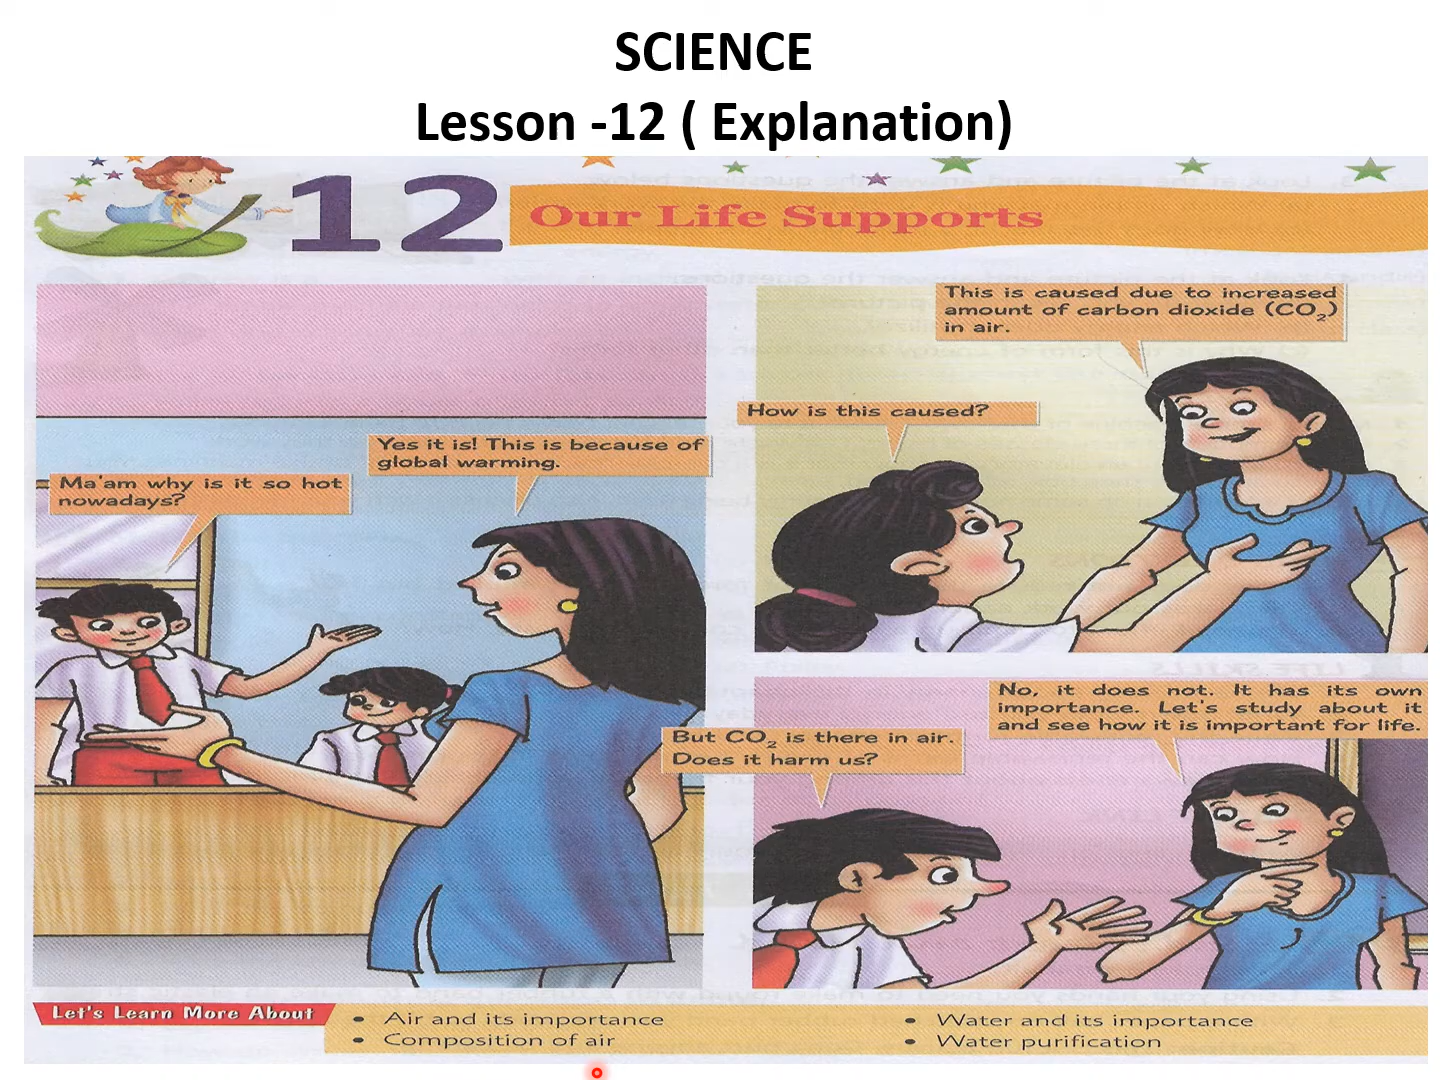 SCIENCE
Lesson -12 ( Explanation)
12
Our Life Supports
Ma'am why is it so hot
nowadays?
Yes it is! This is because of
global warming.
How is this caused?
This is caused due to increased
amount of carbon dioxide (CO₂)
in air.
But CO₂ is there in air.
Does it harm us?
No, it does not. It has its own
importance. Let's study about it
and see how it is important for life.
Let's Learn More About
• Air and its importance
• Composition of air
• Water and its importance
• Water purification